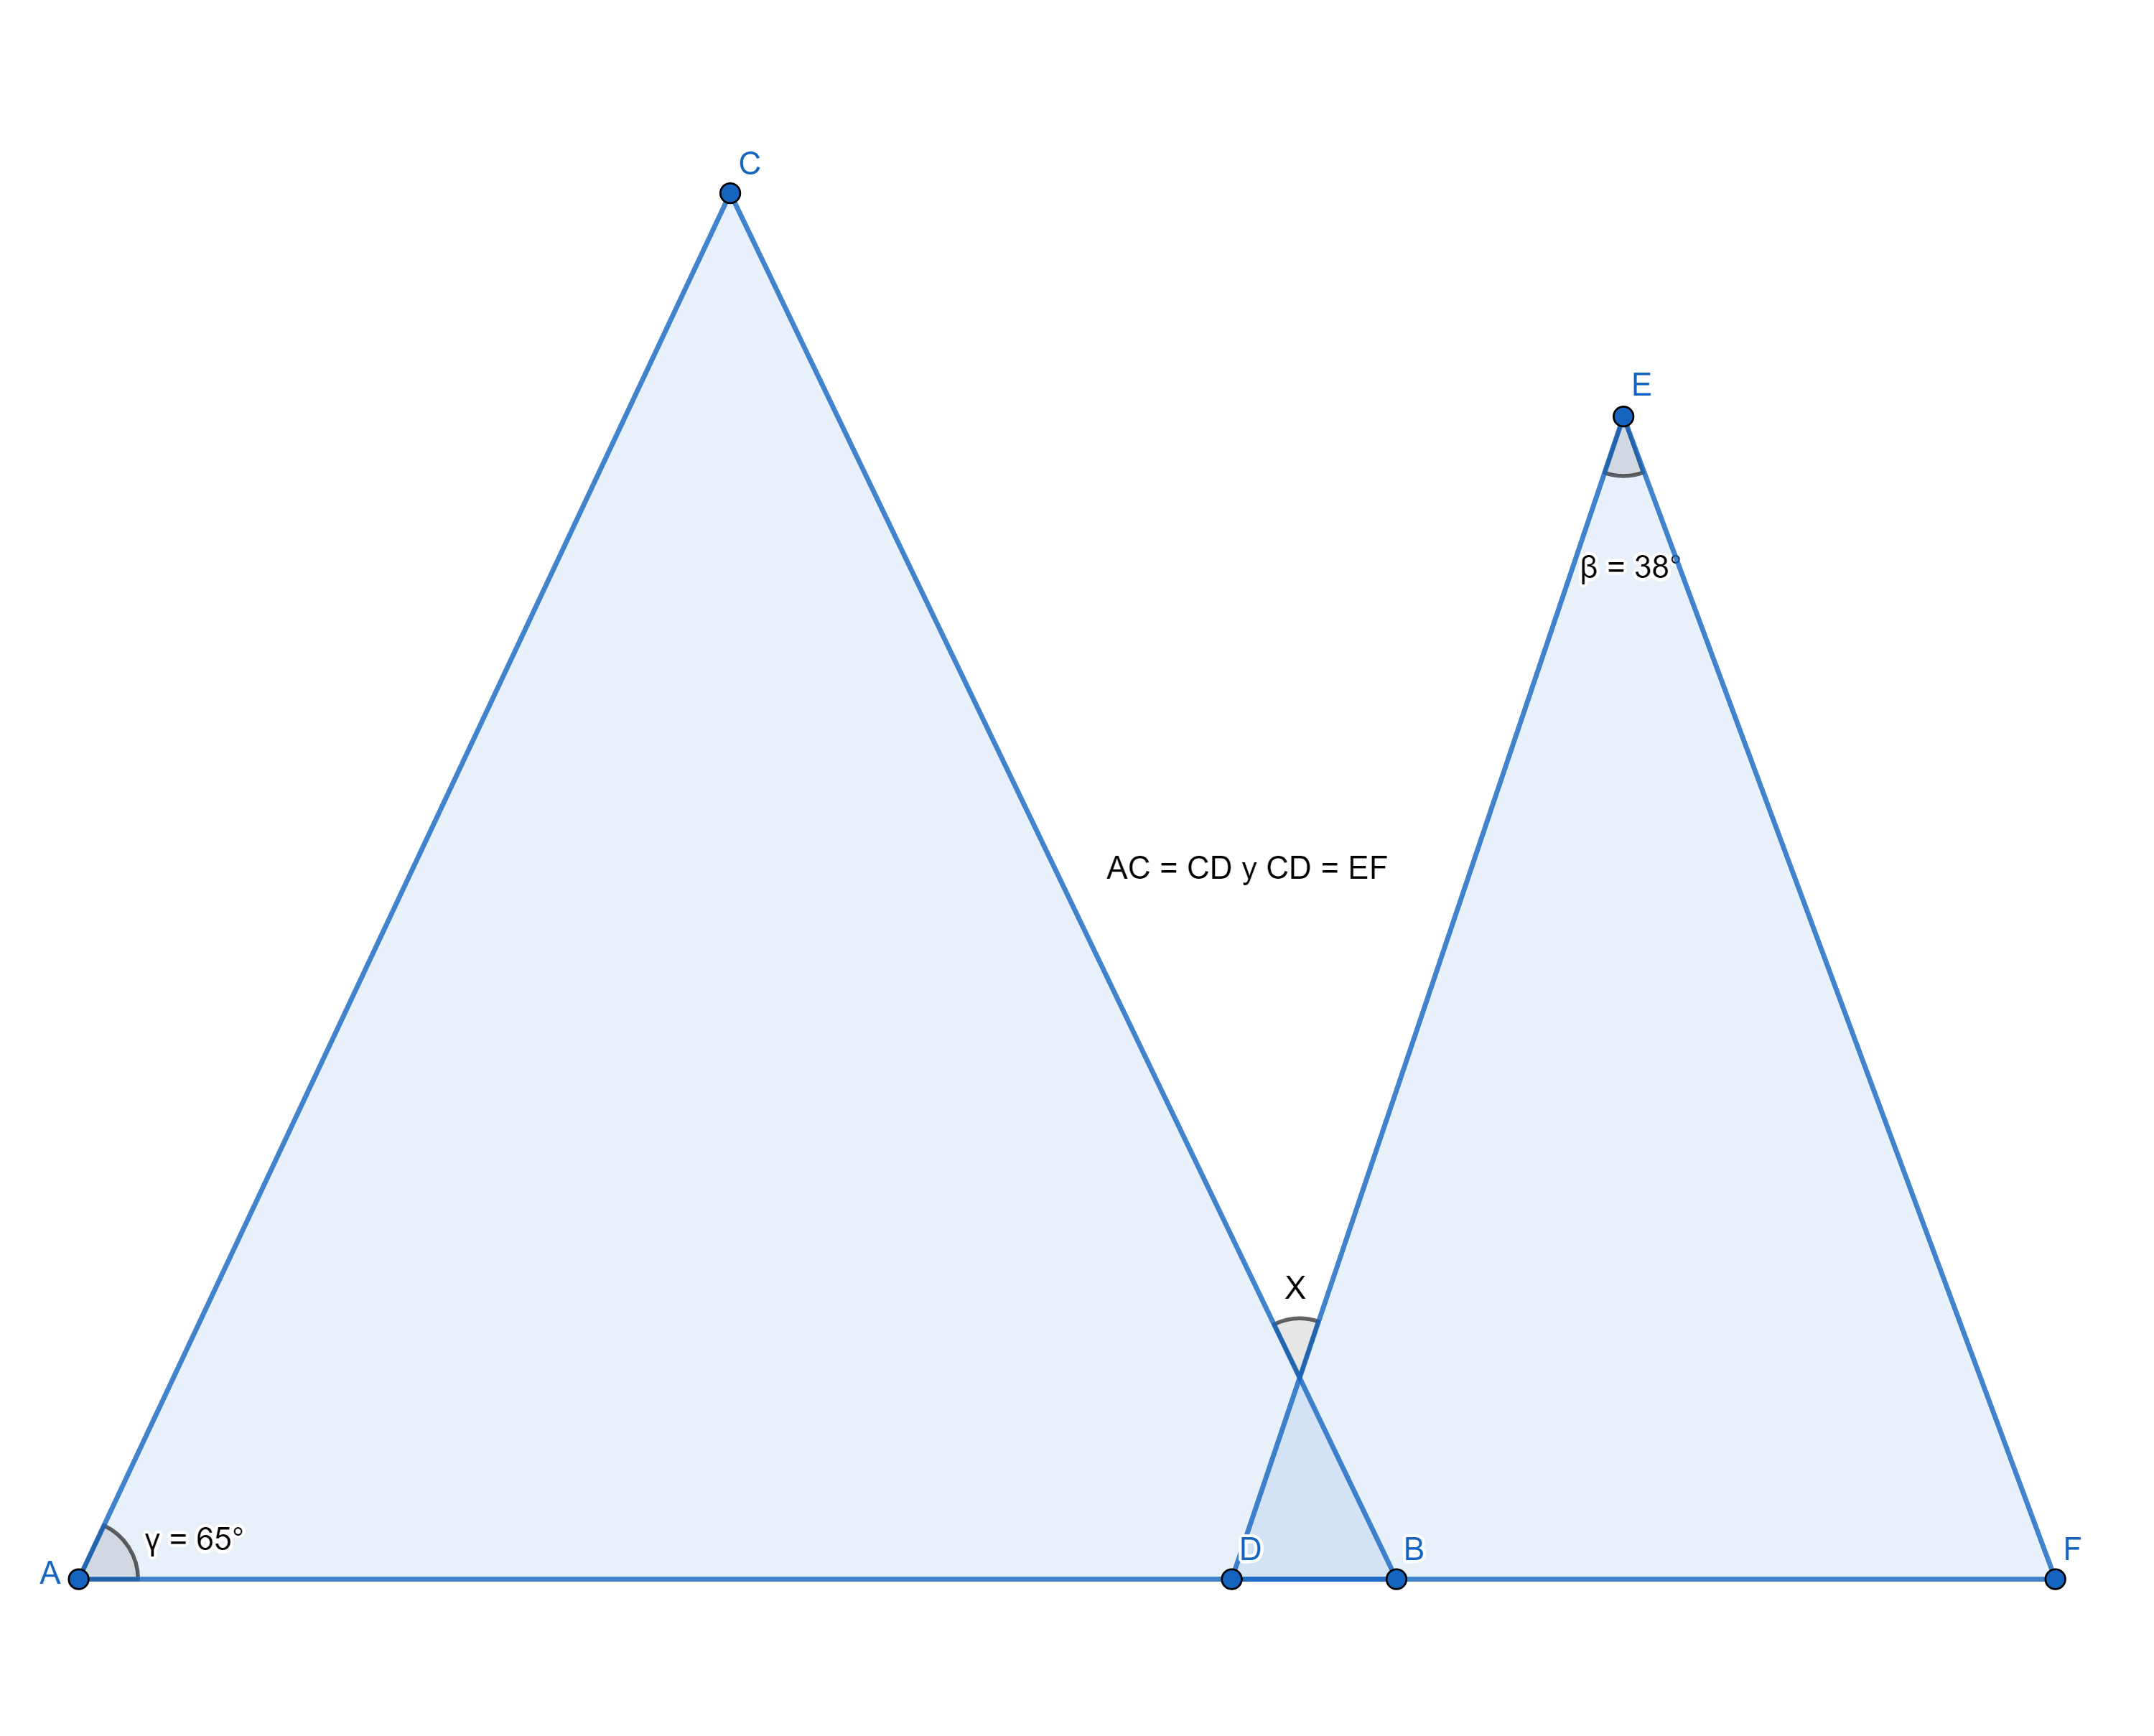 C
E
β = 38°
AC = CD y CD = EF
X
A
γ = 65°
D
B
F